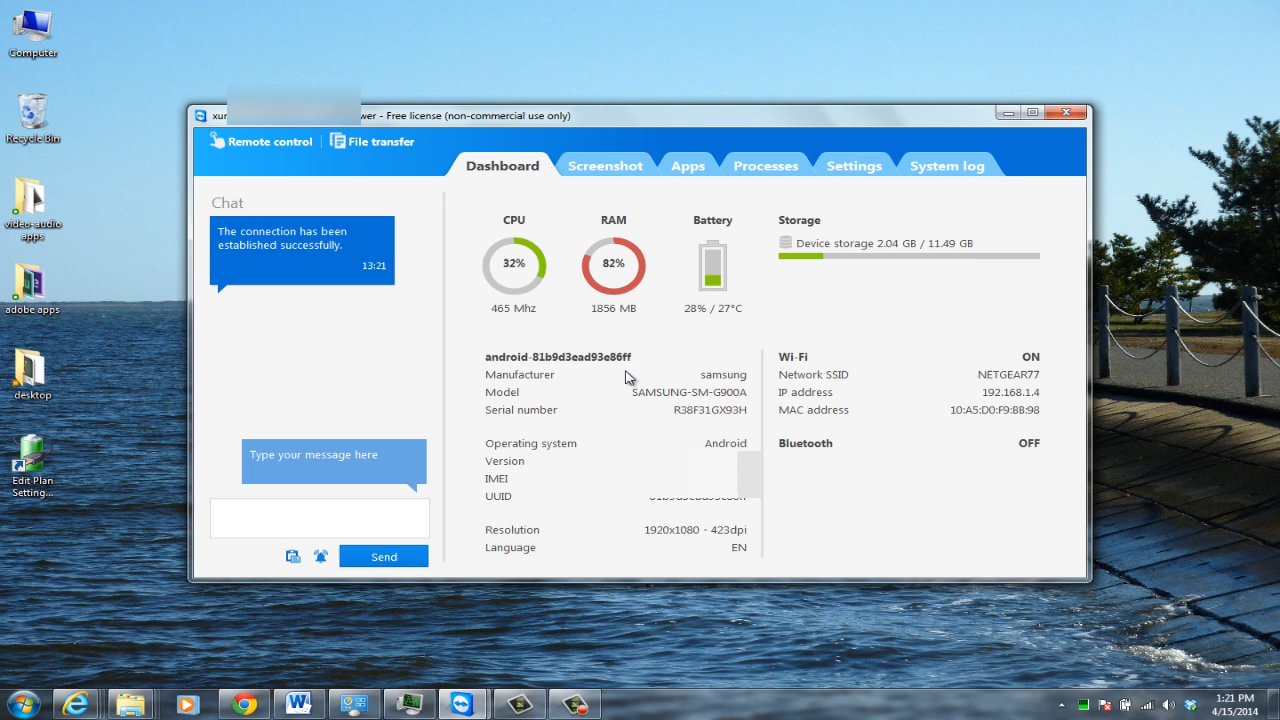 Computer
Recycle Bin
video-audio
apps
adobe apps
desktop
Edit Plan
Setting...
- Free license (non-commercial use only)
Remote control
File transfer
Dashboard
Screenshot
Apps
Processes
Settings
System log
Chat
The connection has been
established successfully.
13:21
Type your message here
Send
CPU
32%
465 Mhz
RAM
82%
1856 MB
Battery
28% / 27°C
Storage
Device storage 2.04 GB / 11.49 GB
android-81b9d3ead93e86ff
Manufacturer samsung
Model SAMSUNG-SM-G900A
Serial number R38F31GX93H
Operating system Android
Version
IMEI
UUID
Resolution 1920x1080 - 423dpi
Language EN
Wi-Fi ON
Network SSID NETGEAR77
IP address 192.168.1.4
MAC address 10:A5:D0:F9:BB:98
Bluetooth OFF
1:21 PM
4/15/2014